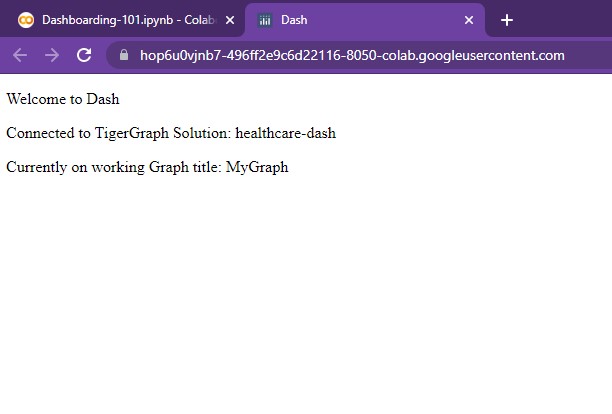 Dashboarding-101.ipynb - Colab
Dash
hop6u0vjnb7-496ff2e9c6d22116-8050-colab.googleusercontent.com
Welcome to Dash
Connected to TigerGraph Solution: healthcare-dash
Currently on working Graph title: MyGraph